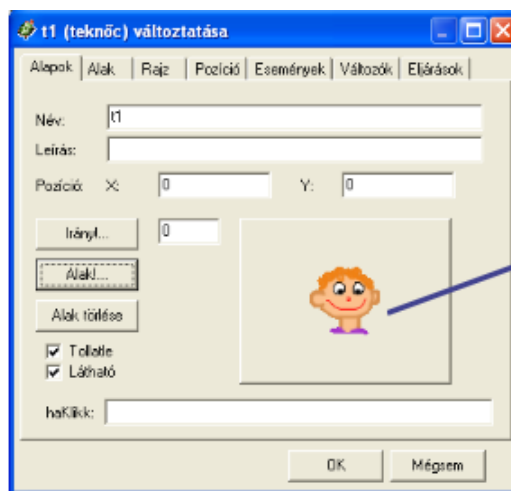 t1 (teknőc) változtatása
Alapok Alak Rajz Pozíció Események Változók Eljárások
Név: t1
Leírás:
Pozíció: X: 0 Y: 0
Irány!... 0
Alak!...
Alak törlése
Tollatle
Látható
haKlikk:
OK Mégsem